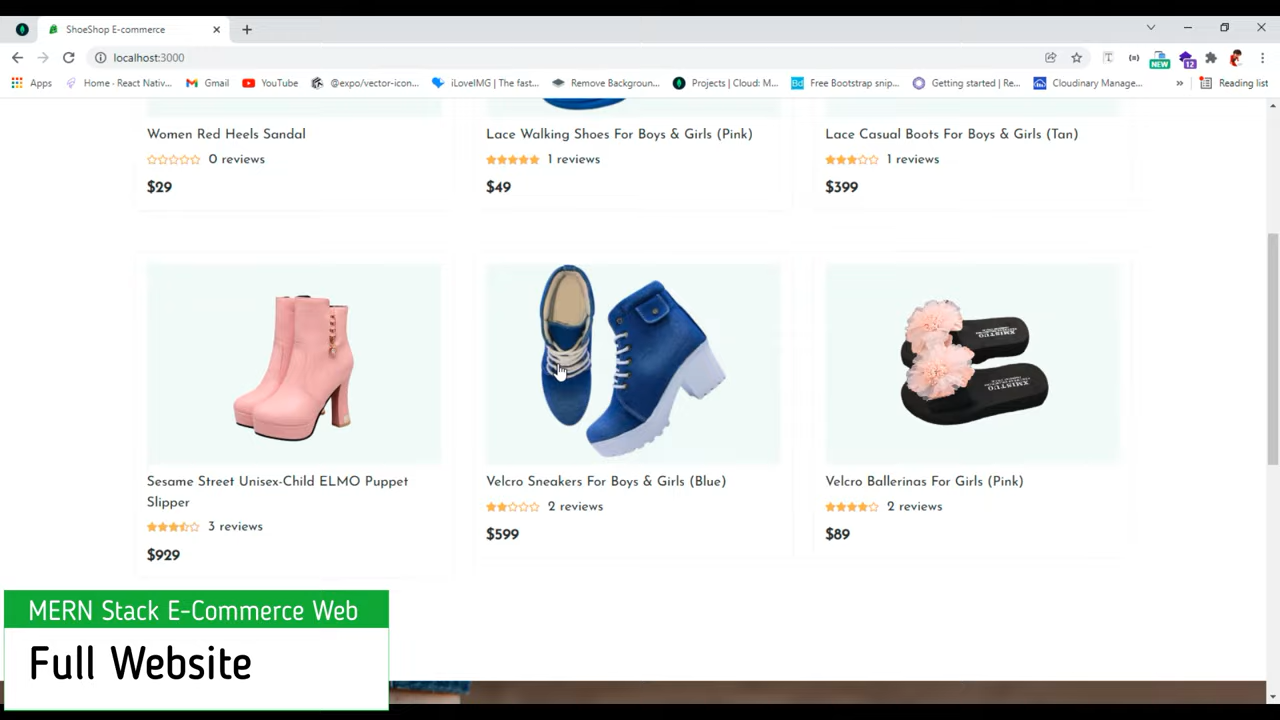 ShoeShop E-commerce
localhost:3000
NEW
12
Apps
Home - React Nativ...
Gmail
YouTube
@expo/vector-icon...
iLoveIMG | The fast...
Remove Backgroun...
Projects | Cloud: M...
Bd
Free Bootstrap snip...
Getting started | Re...
Cloudinary Manage...
»
Reading list
Women Red Heels Sandal
0 reviews
$29
Lace Walking Shoes For Boys & Girls (Pink)
1 reviews
$49
Lace Casual Boots For Boys & Girls (Tan)
1 reviews
$399
Sesame Street Unisex-Child ELMO Puppet
Slipper
3 reviews
$929
Velcro Sneakers For Boys & Girls (Blue)
2 reviews
$599
Velcro Ballerinas For Girls (Pink)
2 reviews
$89
MERN Stack E-Commerce Web
Full Website